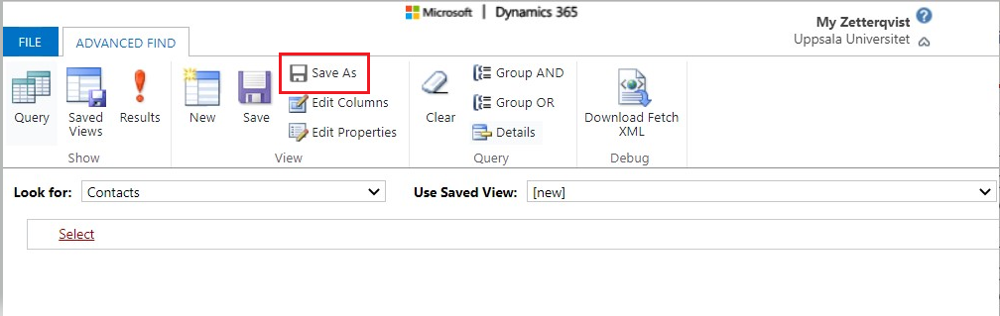 Microsoft | Dynamics 365
My Zetterqvist
Uppsala Universitet
FILE
ADVANCED FIND
Query
Saved
Views
Results
Show
New
Save
Save As
Edit Columns
Edit Properties
View
Clear
Group AND
Group OR
Details
Query
Download Fetch
XML
Debug
Look for: Contacts
Use Saved View: [new]
Select